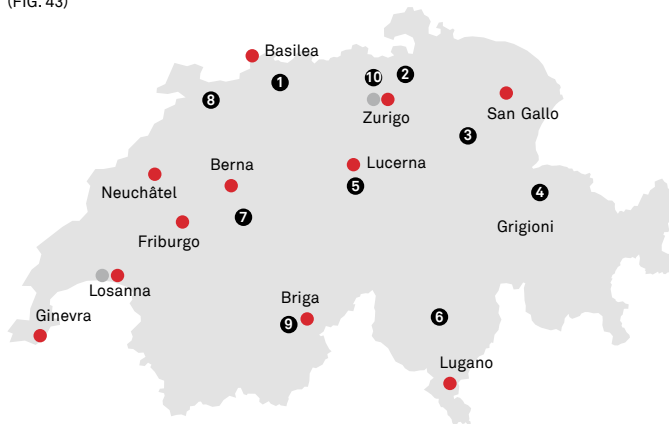 (FIG. 43)
Basilea
1
10
2
8
Zurigo
San Gallo
3
Berna
Lucerna
Neuchâtel
5
4
7
Friburgo
Grigioni
Losanna
Briga
Ginevra
9
6
Lugano